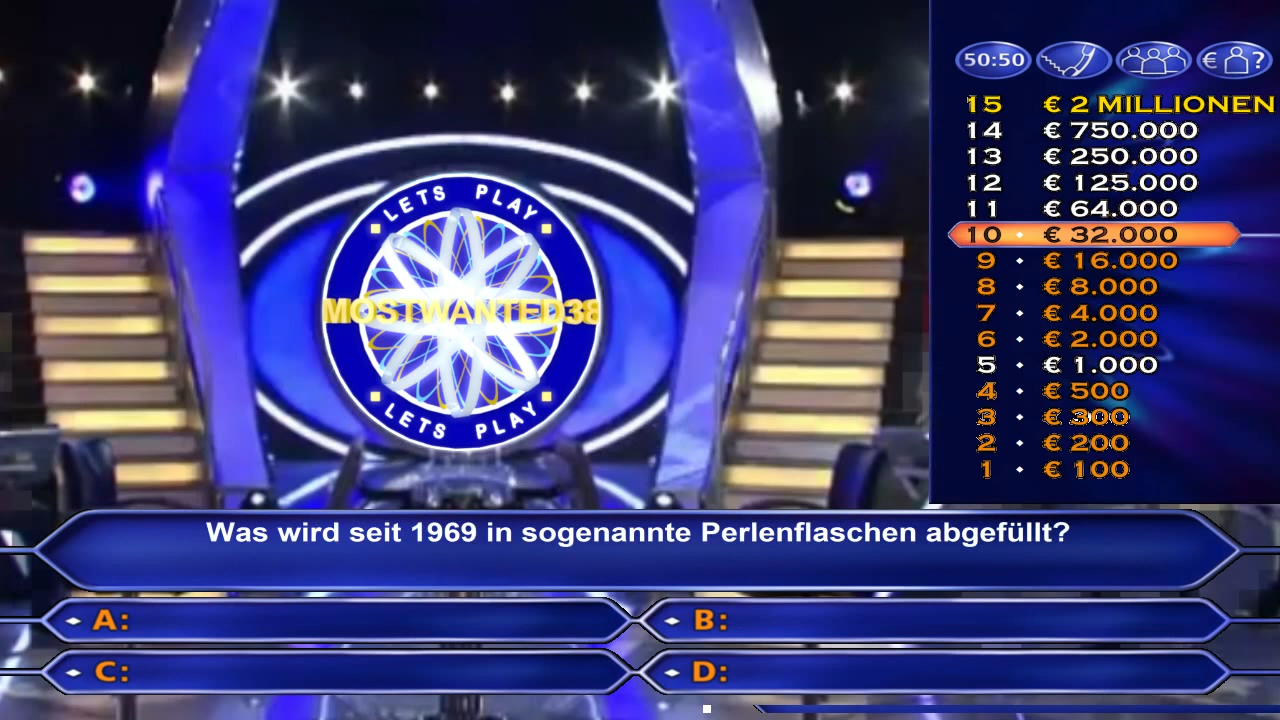 50:50 € ?
15 € 2 MILLIONEN
14 € 750.000
13 € 250.000
12 € 125.000
11 € 64.000
10 € 32.000
9 € 16.000
8 € 8.000
7 € 4.000
6 € 2.000
5 € 1.000
4 € 500
3 € 300
2 € 200
1 € 100
LETS PLAY
MOSTWANTED38
LETS PLAY
Was wird seit 1969 in sogenannte Perlenflaschen abgefüllt?
A: B:
C: D: